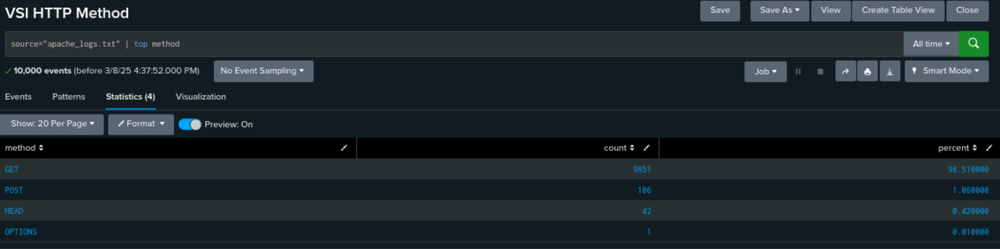 VSI HTTP Method
Save Save As View Create Table View Close
source="apache_logs.txt" | top method
All time
10,000 events (before 3/8/25 4:37:52.000 PM) No Event Sampling Job Smart Mode
Events Patterns Statistics (4) Visualization
Show: 20 Per Page Format Preview: On
method count percent
GET 9851 98.510000
POST 106 1.060000
HEAD 42 0.420000
OPTIONS 1 0.010000